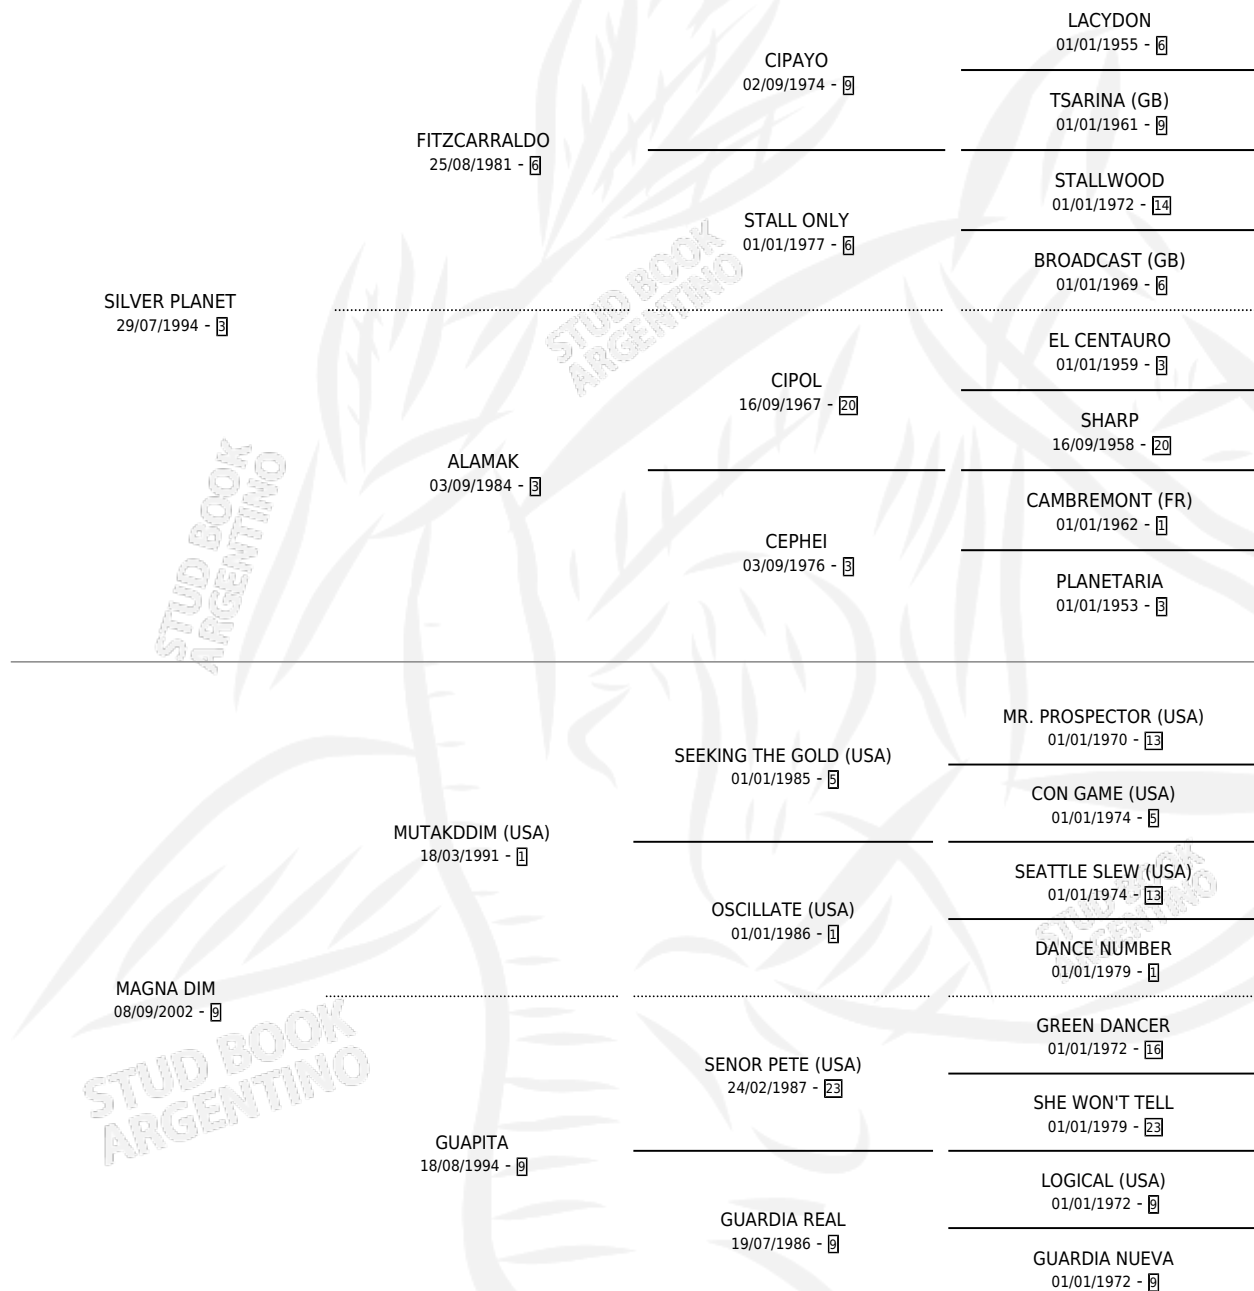 LACYDON
01/01/1955 - 6
CIPAYO
02/09/1974 - 9
TSARINA (GB)
01/01/1961 - 9
FITZCARRALDO
25/08/1981 - 6
STALLWOOD
01/01/1972 - 14
STALL ONLY
01/01/1977 - 6
BROADCAST (GB)
01/01/1969 - 6
SILVER PLANET
29/07/1994 - 3
STUD BOOK
ARGENTINO
EL CENTAURO
01/01/1959 - 3
CIPOL
16/09/1967 - 20
SHARP
16/09/1958 - 20
ALAMAK
03/09/1984 - 3
CAMBREMONT (FR)
01/01/1962 - 1
CEPHEI
03/09/1976 - 3
PLANETARIA
01/01/1953 - 3
STUD BOOK
ARGENTINO
MR. PROSPECTOR (USA)
01/01/1970 - 13
SEEKING THE GOLD (USA)
01/01/1985 - 5
CON GAME (USA)
01/01/1974 - 5
MUTAKDDIM (USA)
18/03/1991 - 1
SEATTLE SLEW (USA)
01/01/1974 - 13
STUD BOOK
ARGENTINO
OSCILLATE (USA)
01/01/1986 - 1
DANCE NUMBER
01/01/1979 - 1
MAGNA DIM
08/09/2002 - 9
GREEN DANCER
01/01/1972 - 16
SENOR PETE (USA)
24/02/1987 - 23
SHE WON'T TELL
01/01/1979 - 23
STUD BOOK
ARGENTINO
GUAPITA
18/08/1994 - 9
LOGICAL (USA)
01/01/1972 - 9
GUARDIA REAL
19/07/1986 - 9
GUARDIA NUEVA
01/01/1972 - 9